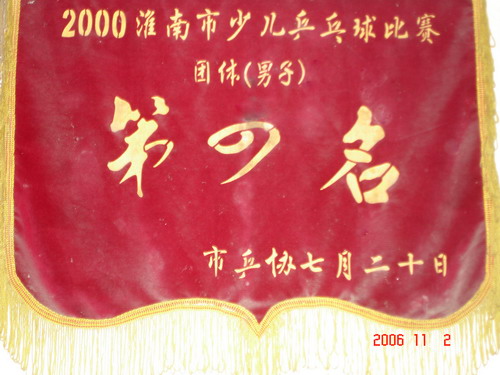 2000淮南市少儿乒乓球比赛
团体(男子)
第四名
市乒协七月二十日
2006 11 2